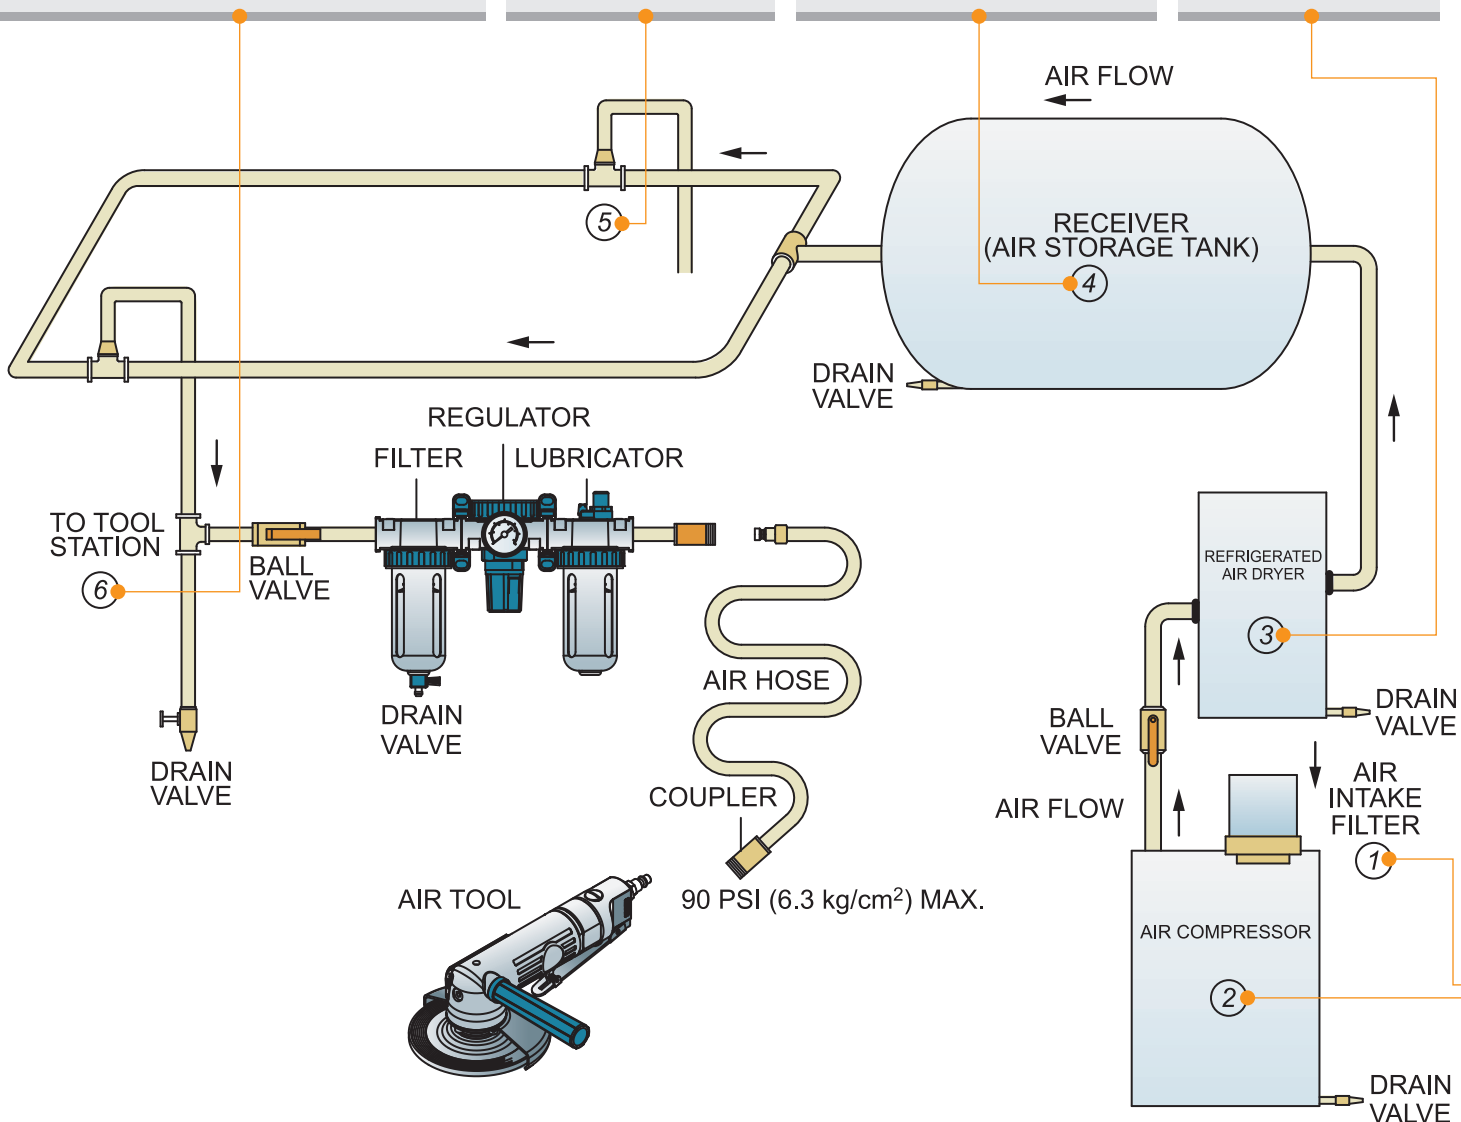 AIR FLOW
RECEIVER
(AIR STORAGE TANK)
4
5
DRAIN
VALVE
REGULATOR
FILTER
LUBRICATOR
TO TOOL
STATION
6
BALL
VALVE
REFRIGERATED
AIR DRYER
3
AIR HOSE
DRAIN
VALVE
DRAIN
VALVE
BALL
VALVE
DRAIN
VALVE
COUPLER
AIR FLOW
AIR
INTAKE
FILTER
1
AIR TOOL
90 PSI (6.3 kg/cm²) MAX.
AIR COMPRESSOR
2
DRAIN
VALVE